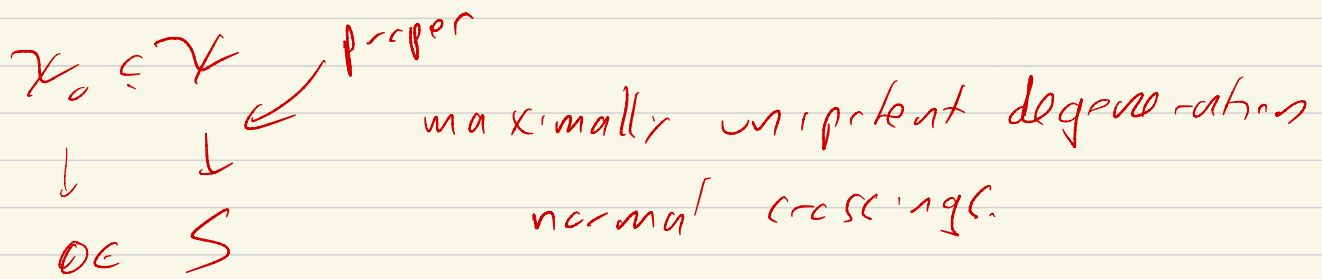 proper
𝒳₀ ⊆ 𝒳
maximally unipotent degeneration
↓ ↓
normal crossings.
0 ∈ S